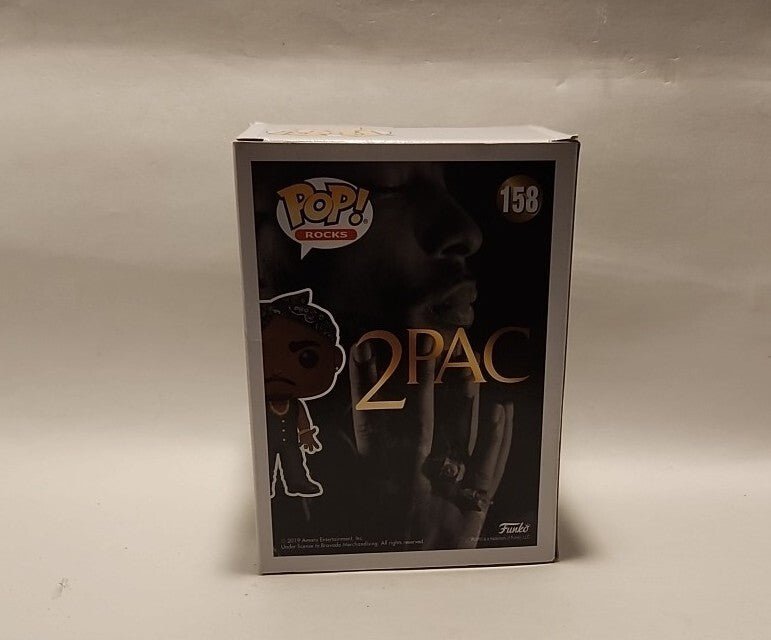 POP!
ROCKS
158
2PAC
© 2019 Amaru Entertainment, Inc.
Under license to Bravado Merchandising. All rights reserved.
Funko